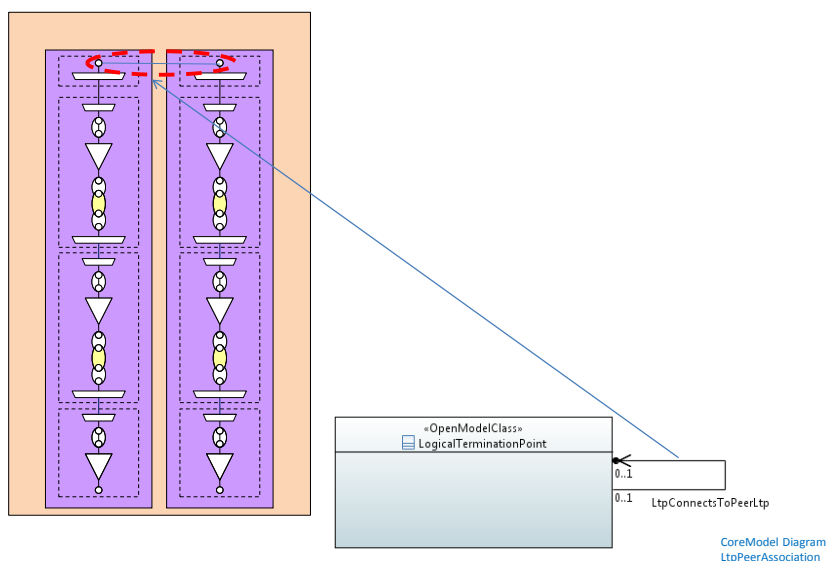 «OpenModelClass»
LogicalTerminationPoint
0..1
0..1
LtpConnectsToPeerLtp
CoreModel Diagram
LtpPeerAssociation